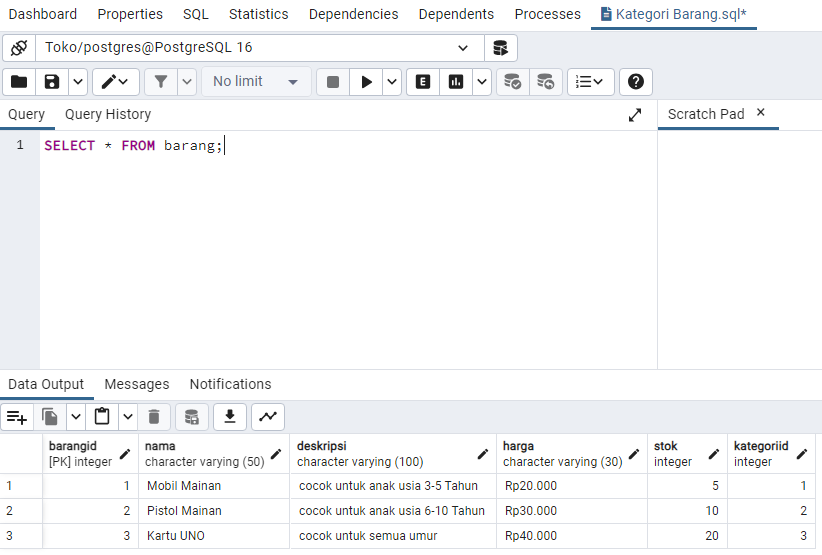 Dashboard Properties SQL Statistics Dependencies Dependents Processes Kategori Barang.sql*
Toko/postgres@PostgreSQL 16
No limit E
Query Query History Scratch Pad
1 SELECT * FROM barang;
Data Output Messages Notifications
barangid nama deskripsi harga stok kategoriid
[PK] integer character varying (50) character varying (100) character varying (30) integer integer
1 1 Mobil Mainan cocok untuk anak usia 3-5 Tahun Rp20.000 5 1
2 2 Pistol Mainan cocok untuk anak usia 6-10 Tahun Rp30.000 10 2
3 3 Kartu UNO cocok untuk semua umur Rp40.000 20 3